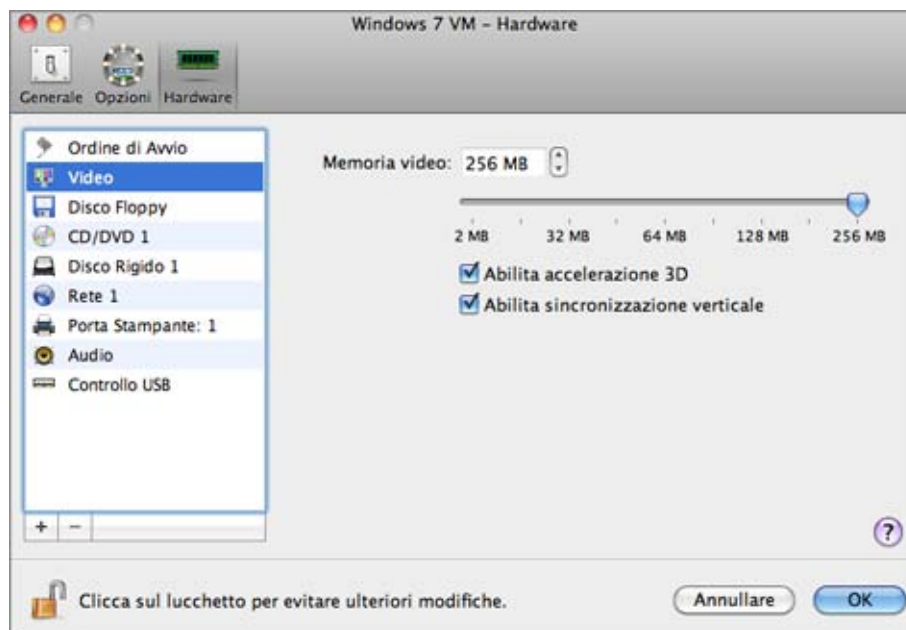 Windows 7 VM – Hardware
Generale Opzioni Hardware
Ordine di Avvio
Video
Disco Floppy
CD/DVD 1
Disco Rigido 1
Rete 1
Porta Stampante: 1
Audio
Controllo USB
+ −
Memoria video: 256 MB
2 MB 32 MB 64 MB 128 MB 256 MB
Abilita accelerazione 3D
Abilita sincronizzazione verticale
?
Clicca sul lucchetto per evitare ulteriori modifiche.
Annullare OK